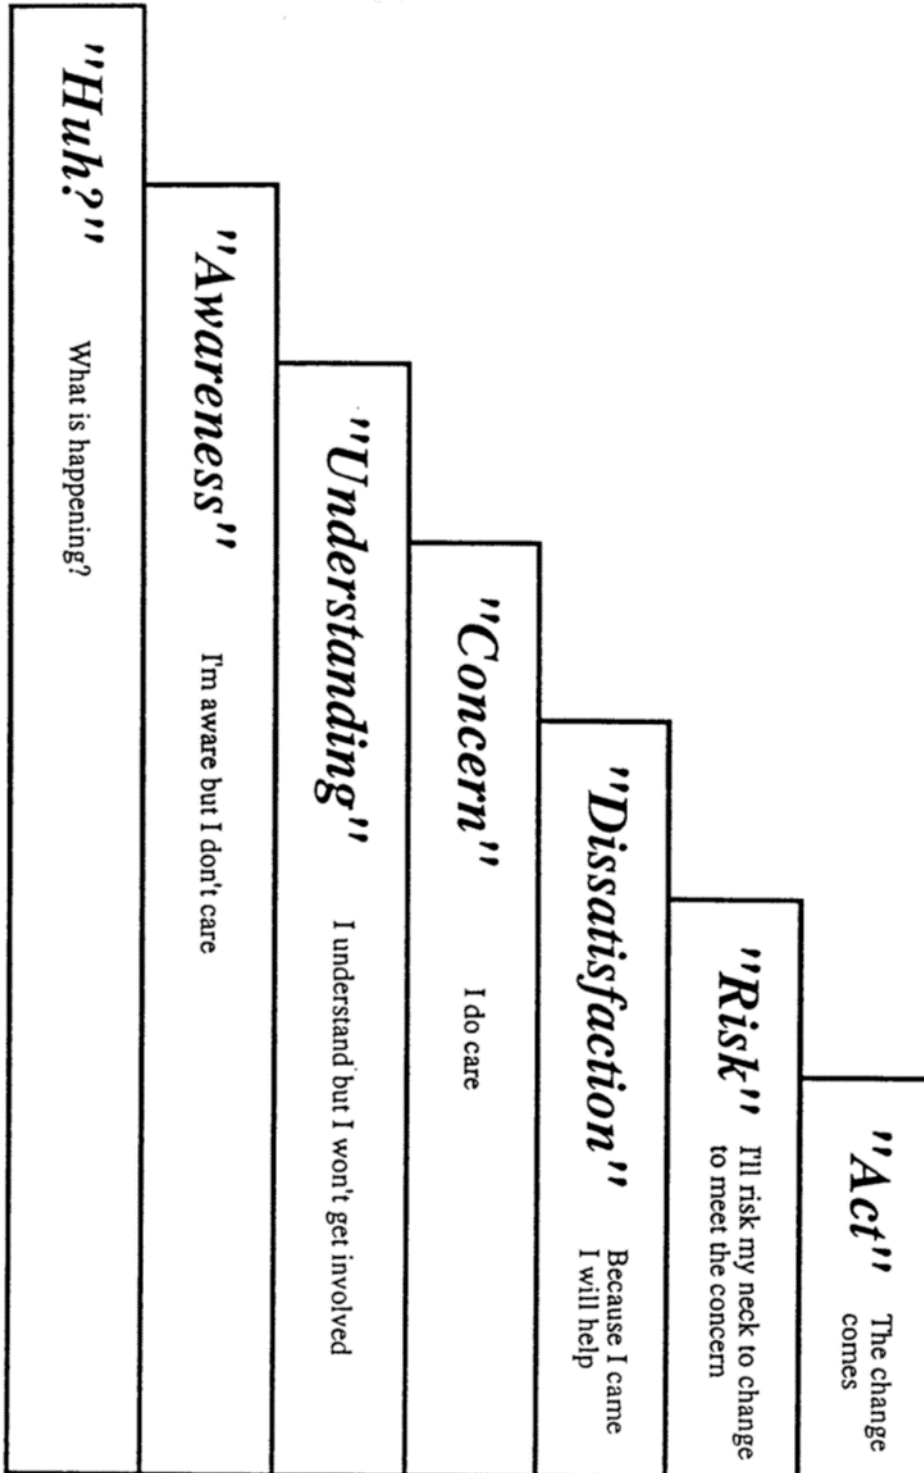 "Act"
The change
comes
"Risk"
I'll risk my neck to change
to meet the concern
"Dissatisfaction"
Because I came
I will help
"Concern" I do care
"Understanding" I understand but I won't get involved
"Awareness" I'm aware but I don't care
"Huh?" What is happening?